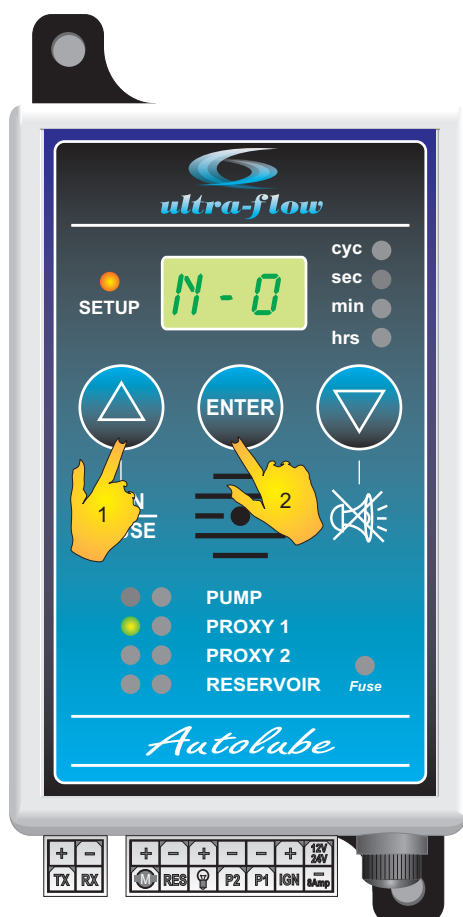 ultra-flow
cyc
sec
min
hrs
SETUP
N - O
ENTER
1
2
PUMP
PROXY 1
PROXY 2
RESERVOIR
Fuse
Autolube
+ - + - + - - + 12V 24V
TX RX M RES P2 P1 IGN - 8Amp